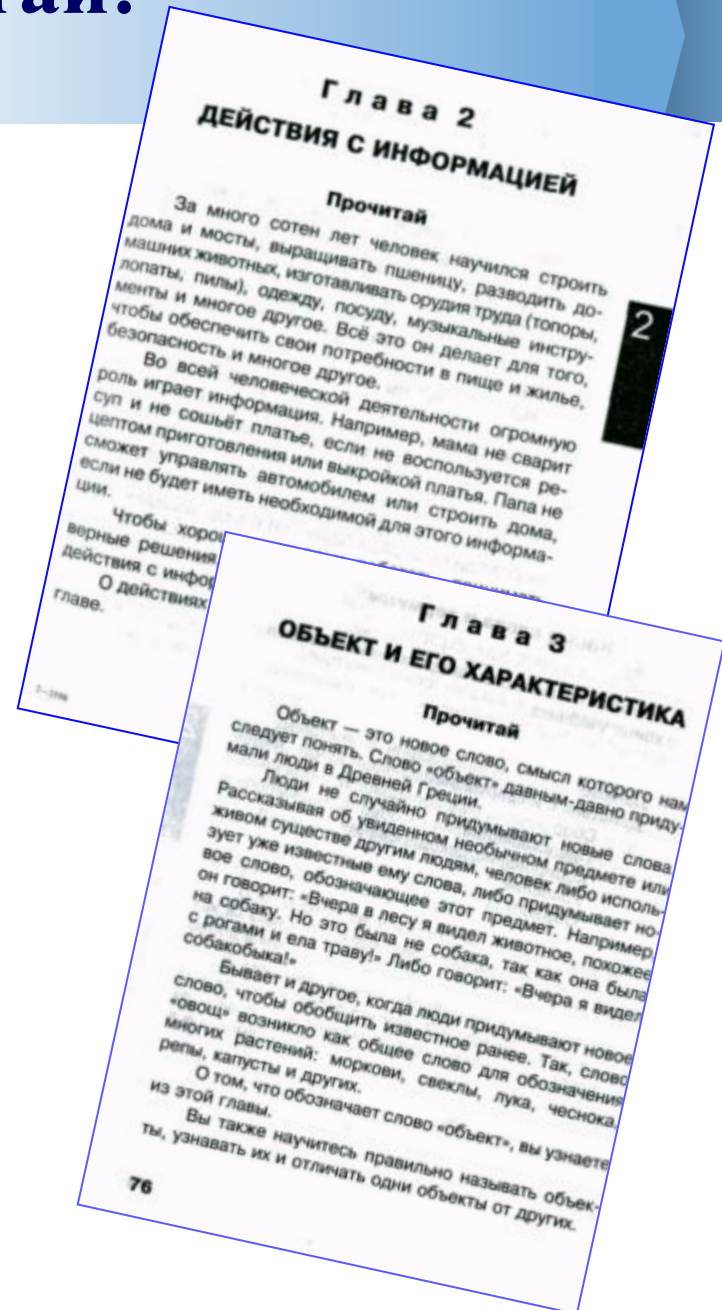 Глава 2
ДЕЙСТВИЯ С ИНФОРМАЦИЕЙ
Прочитай
За много сотен лет человек научился строить
дома и мосты, выращивать пшеницу, разводить до-
машних животных, изготавливать орудия труда (топоры,
лопаты, пилы), одежду, посуду, музыкальные инстру-
менты и многое другое. Всё это он делает для того,
чтобы обеспечить свои потребности в пище и жилье,
безопасность и многое другое.
Во всей человеческой деятельности огромную
роль играет информация. Например, мама не сварит
суп и не сошьёт платье, если не воспользуется ре-
цептом приготовления или выкройкой платья. Папа не
сможет управлять автомобилем или строить дома,
если не будет иметь необходимой для этого информа-
ции.
Чтобы
верные решения
действия с
О действиях
главе.
2
Глава 3
ОБЪЕКТ И ЕГО ХАРАКТЕРИСТИКА
Прочитай
Объект — это новое слово, смысл которого нам
следует понять. Слово «объект» давным-давно приду-
мали люди в Древней Греции.
Люди не случайно придумывают новые слова.
Рассказывая об увиденном необычном предмете или
живом существе другим людям, человек либо исполь-
зует уже известные ему слова, либо придумывает но-
вое слово, обозначающее этот предмет. Например,
он говорит: «Вчера в лесу я видел животное, похожее
на собаку. Но это была не собака, так как она была
с рогами и ела траву!» Либо говорит: «Вчера я видел
собакобыка!»
Бывает и другое, когда люди придумывают новое
слово, чтобы обобщить известное ранее. Так, слово
«овощ» возникло как общее слово для обозначения
многих растений: моркови, свеклы, лука, чеснока,
репы, капусты и других.
О том, что обозначает слово «объект», вы узнаете
из этой главы.
Вы также научитесь правильно называть объек-
ты, узнавать их и отличать одни объекты от других.
76